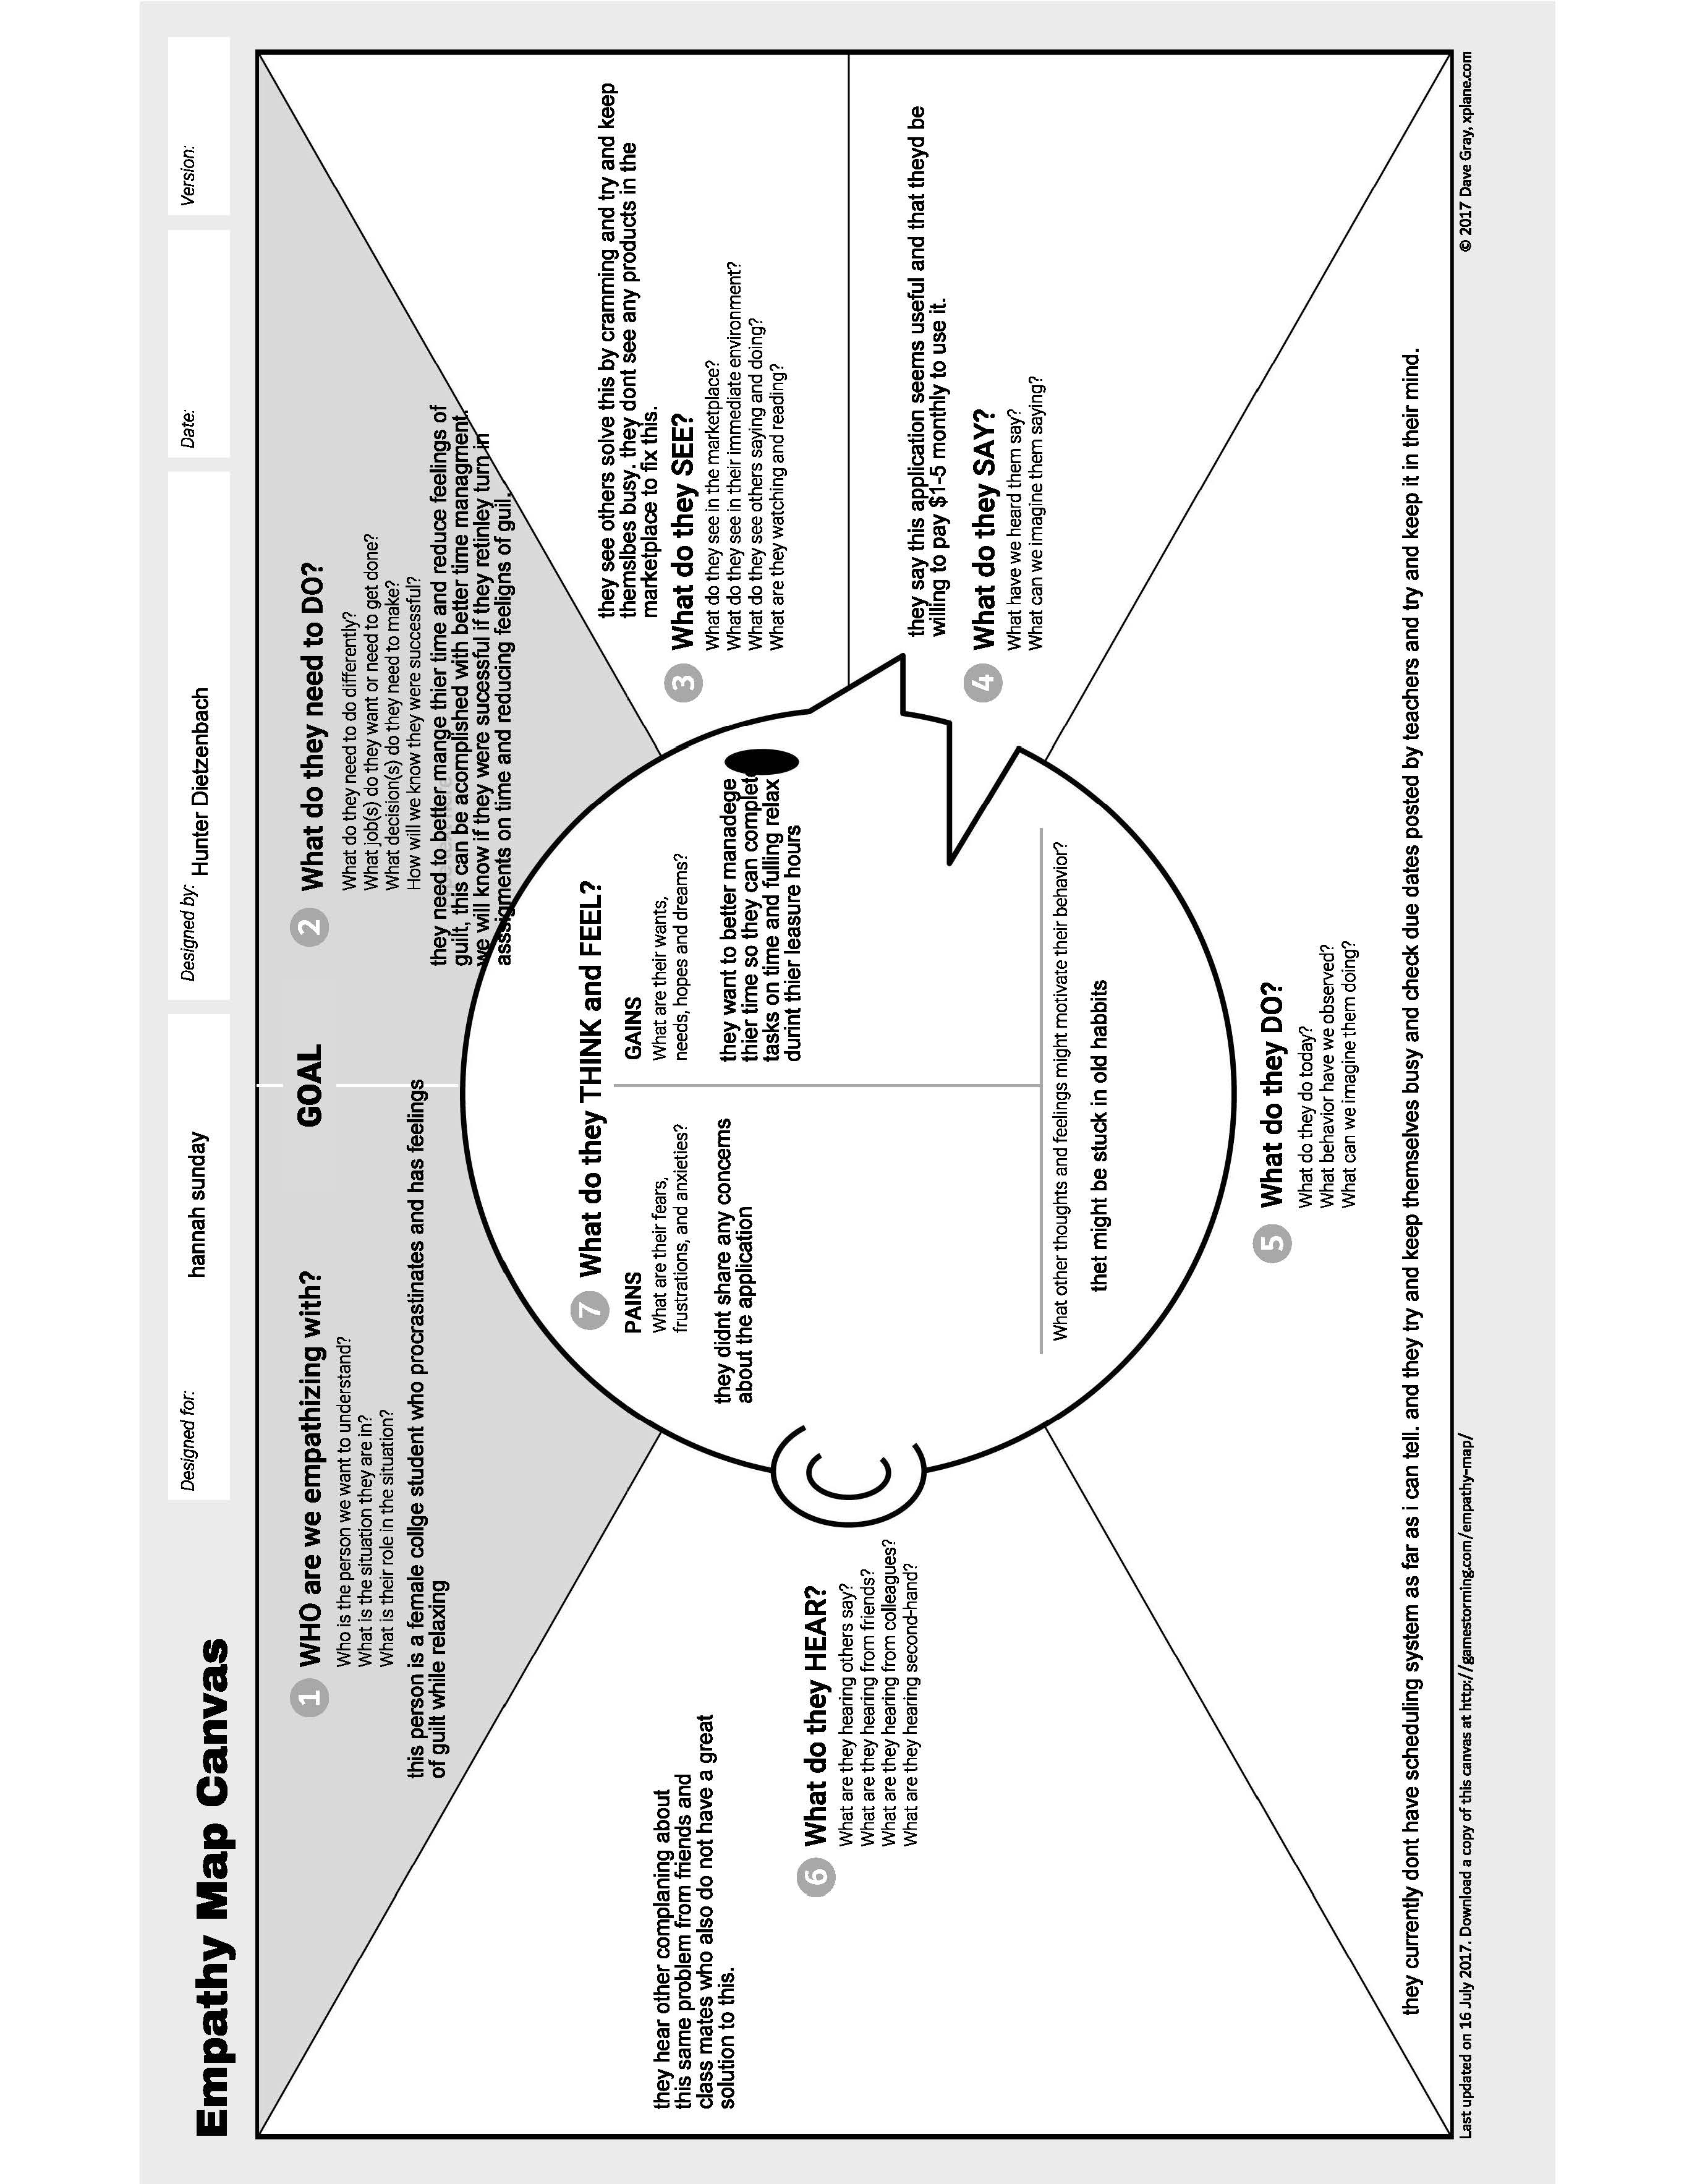 Empathy Map Canvas
Designed for:
hannah sunday
Designed by:
Hunter Dietzenbach
Date:
Version:
1 WHO are we empathizing with?
Who is the person we want to understand?
What is the situation they are in?
What is their role in the situation?
this person is a female collge student who procrastinates and has feelings
of guilt while relaxing
GOAL
2 What do they need to DO?
What do they need to do differently?
What job(s) do they want or need to get done?
What decision(s) do they need to make?
How will we know they were successful?
they need to better mange thier time and reduce feelings of
guilt, this can be acomplished with better time managment.
we will know if they were sucessful if they retinley turn in
asssigments on time and reducing feeligns of guil.
they see others solve this by cramming and try and keep
themslbes busy. they dont see any products in the
marketplace to fix this.
3 What do they SEE?
What do they see in the marketplace?
What do they see in their immediate environment?
What do they see others saying and doing?
What are they watching and reading?
they say this application seems useful and that theyd be
willing to pay $1-5 monthly to use it.
4 What do they SAY?
What have we heard them say?
What can we imagine them saying?
5 What do they DO?
What do they do today?
What behavior have we observed?
What can we imagine them doing?
they currently dont have scheduling system as far as i can tell. and they try and keep themselves busy and check due dates posted by teachers and try and keep it in their mind.
they hear other complaning about
this same problem from friends and
class mates who also do not have a great
solution to this.
6 What do they HEAR?
What are they hearing others say?
What are they hearing from friends?
What are they hearing from colleagues?
What are they hearing second-hand?
7 What do they THINK and FEEL?
PAINS
What are their fears,
frustrations, and anxieties?
they didnt share any concerns
about the application
GAINS
What are their wants,
needs, hopes and dreams?
they want to better manadege
thier time so they can complete
tasks on time and fulling relax
durint thier leasure hours
What other thoughts and feelings might motivate their behavior?
thet might be stuck in old habbits
Last updated on 16 July 2017. Download a copy of this canvas at http://gamestorming.com/empathy-map/
© 2017 Dave Gray, xplane.com